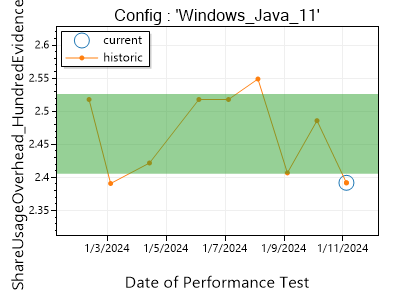 Config : 'Windows_Java_11'
ShareUsageOverhead_HundredEvidence
current
historic
2.6
2.55
2.5
2.45
2.4
2.35
1/3/2024 1/5/2024 1/7/2024 1/9/2024 1/11/2024
Date of Performance Test